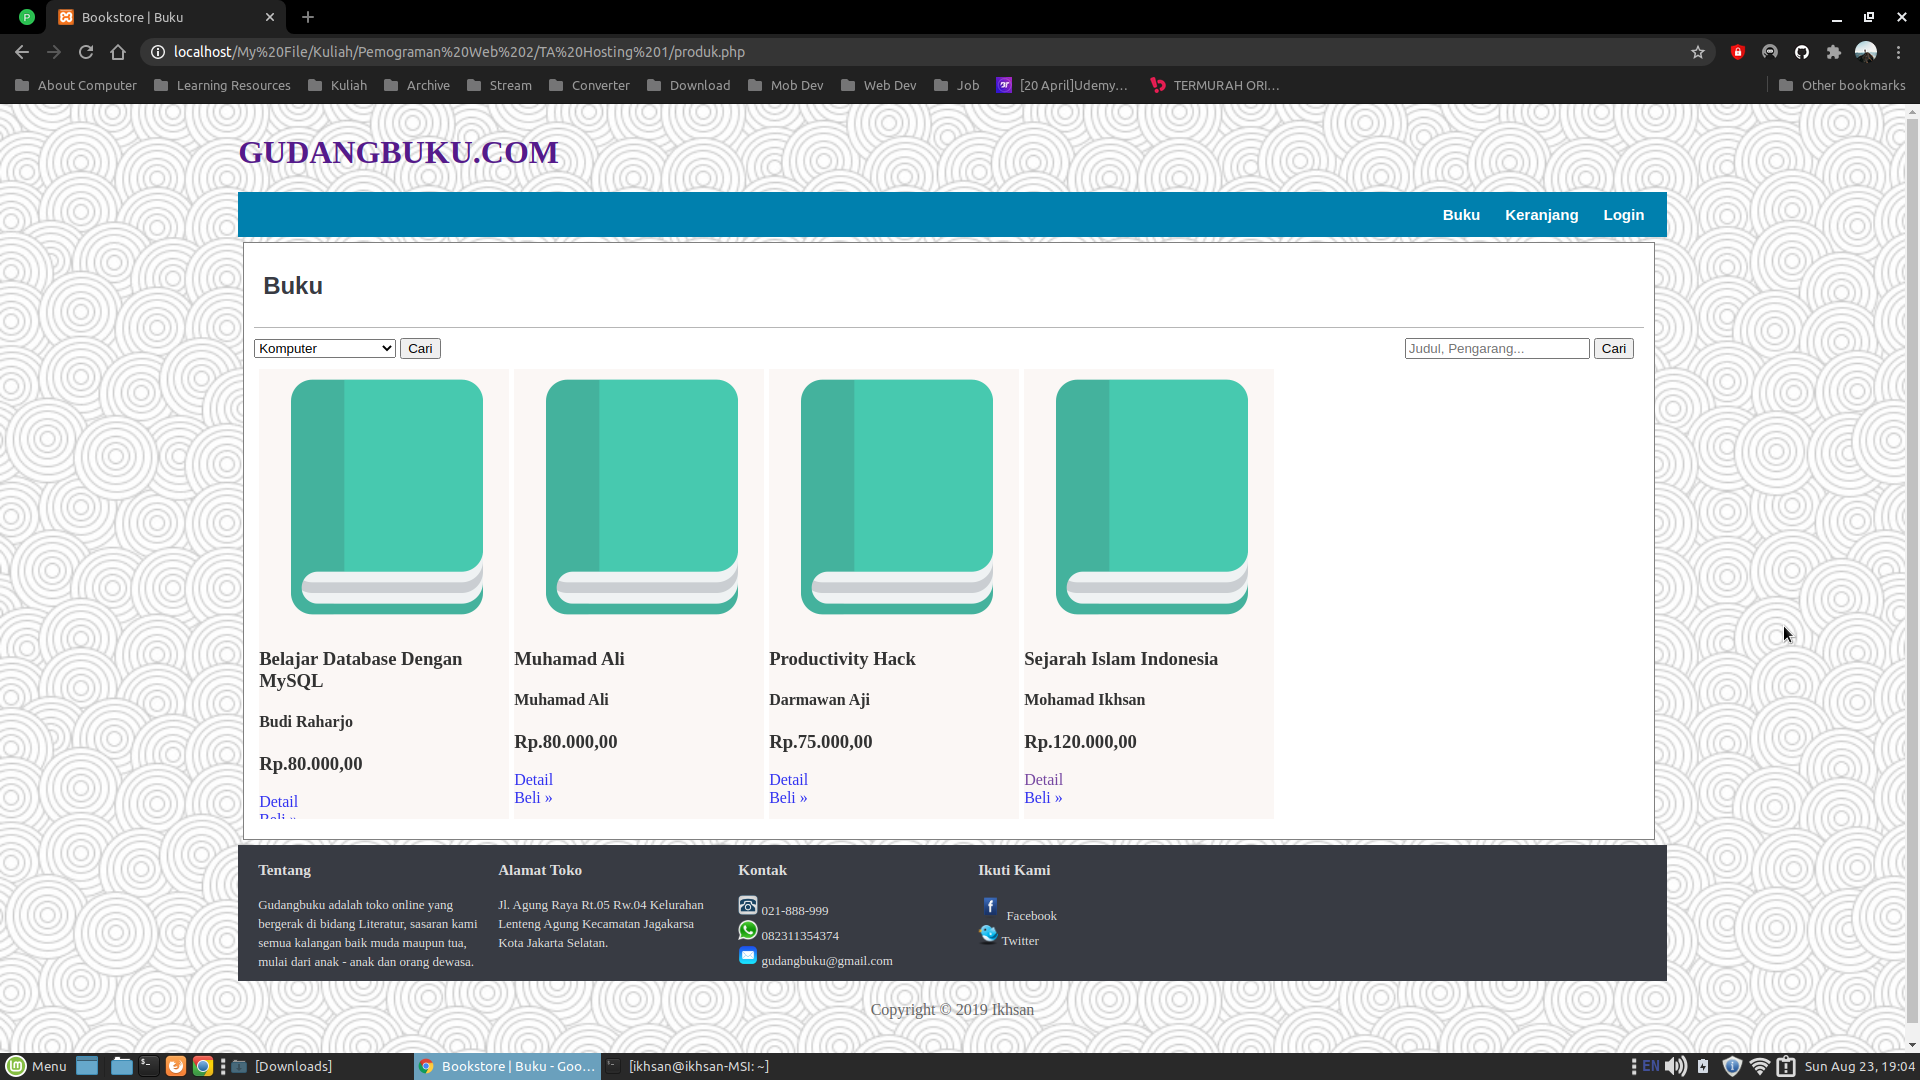 P
Bookstore | Buku
localhost/My%20File/Kuliah/Pemograman%20Web%202/TA%20Hosting%201/produk.php
About Computer
Learning Resources
Kuliah
Archive
Stream
Converter
Download
Mob Dev
Web Dev
Job
[20 April]Udemy...
TERMURAH ORI...
Other bookmarks
GUDANGBUKU.COM
Buku Keranjang Login
Buku
Komputer Cari
Judul, Pengarang... Cari
Belajar Database Dengan
MySQL
Budi Raharjo
Rp.80.000,00
Detail
Beli »
Muhamad Ali
Muhamad Ali
Rp.80.000,00
Detail
Beli »
Productivity Hack
Darmawan Aji
Rp.75.000,00
Detail
Beli »
Sejarah Islam Indonesia
Mohamad Ikhsan
Rp.120.000,00
Detail
Beli »
Tentang
Gudangbuku adalah toko online yang
bergerak di bidang Literatur, sasaran kami
semua kalangan baik muda maupun tua,
mulai dari anak - anak dan orang dewasa.
Alamat Toko
Jl. Agung Raya Rt.05 Rw.04 Kelurahan
Lenteng Agung Kecamatan Jagakarsa
Kota Jakarta Selatan.
Kontak
021-888-999
082311354374
gudangbuku@gmail.com
Ikuti Kami
Facebook
Twitter
Copyright © 2019 Ikhsan
Menu
[Downloads]
Bookstore | Buku - Goo...
[ikhsan@ikhsan-MSI: ~]
EN
Sun Aug 23, 19:04